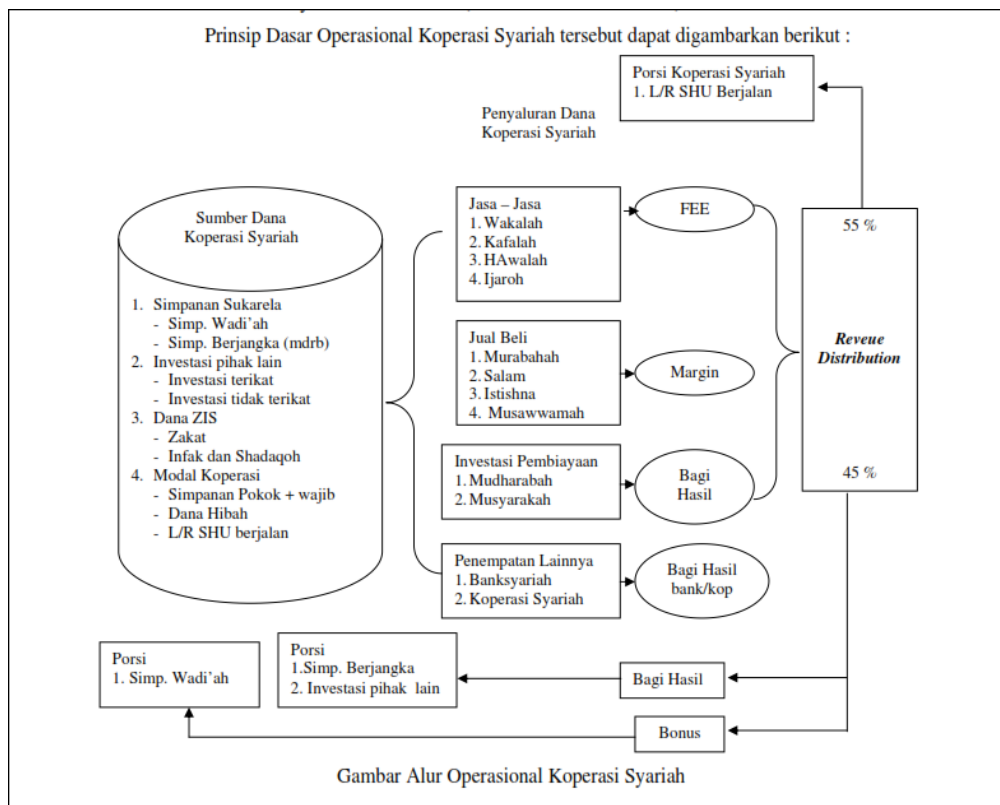 Prinsip Dasar Operasional Koperasi Syariah tersebut dapat digambarkan berikut :
Porsi Koperasi Syariah
1. L/R SHU Berjalan
Penyaluran Dana
Koperasi Syariah
Sumber Dana
Koperasi Syariah
1. Simpanan Sukarela
- Simp. Wadi'ah
- Simp. Berjangka (mdrb)
2. Investasi pihak lain
- Investasi terikat
- Investasi tidak terikat
3. Dana ZIS
- Zakat
- Infak dan Shadaqoh
4. Modal Koperasi
- Simpanan Pokok + wajib
- Dana Hibah
- L/R SHU berjalan
Jasa – Jasa
1. Wakalah
2. Kafalah
3. HAwalah
4. Ijaroh
FEE
Jual Beli
1. Murabahah
2. Salam
3. Istishna
4. Musawwamah
Margin
Investasi Pembiayaan
1. Mudharabah
2. Musyarakah
Bagi
Hasil
Penempatan Lainnya
1. Banksyariah
2. Koperasi Syariah
Bagi Hasil
bank/kop
55 %
Reveue
Distribution
45 %
Porsi
1. Simp. Wadi'ah
Porsi
1.Simp. Berjangka
2. Investasi pihak lain
Bagi Hasil
Bonus
Gambar Alur Operasional Koperasi Syariah